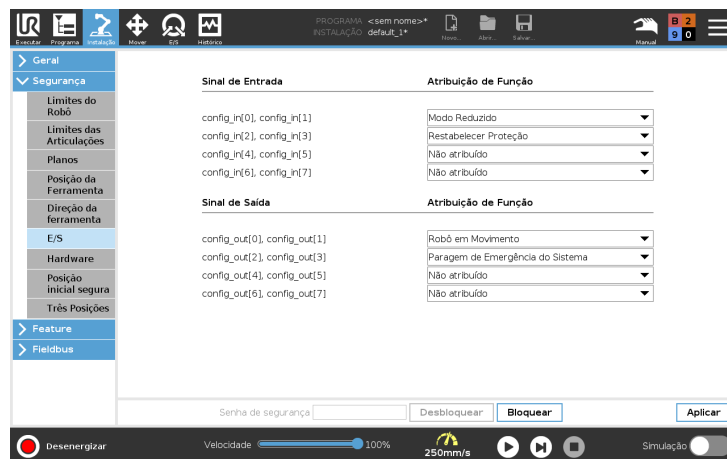 UR
PROGRAMA <sem nome>*
INSTALAÇÃO default_1*
Executar Programa Instalação Mover E/S Histórico Novo... Abrir... Salvar... Manual
B 2
9 0
Geral
Segurança
Limites do
Robô
Limites das
Articulações
Planos
Posição da
Ferramenta
Direção da
ferramenta
E/S
Hardware
Posição
inicial segura
Três Posições
Feature
Fieldbus
Sinal de Entrada Atribuição de Função
config_in[0], config_in[1] Modo Reduzido
config_in[2], config_in[3] Restabelecer Proteção
config_in[4], config_in[5] Não atribuído
config_in[6], config_in[7] Não atribuído
Sinal de Saída Atribuição de Função
config_out[0], config_out[1] Robô em Movimento
config_out[2], config_out[3] Paragem de Emergência do Sistema
config_out[4], config_out[5] Não atribuído
config_out[6], config_out[7] Não atribuído
Senha de segurança Desbloquear Bloquear Aplicar
Desenergizar Velocidade 100% 250mm/s Simulação